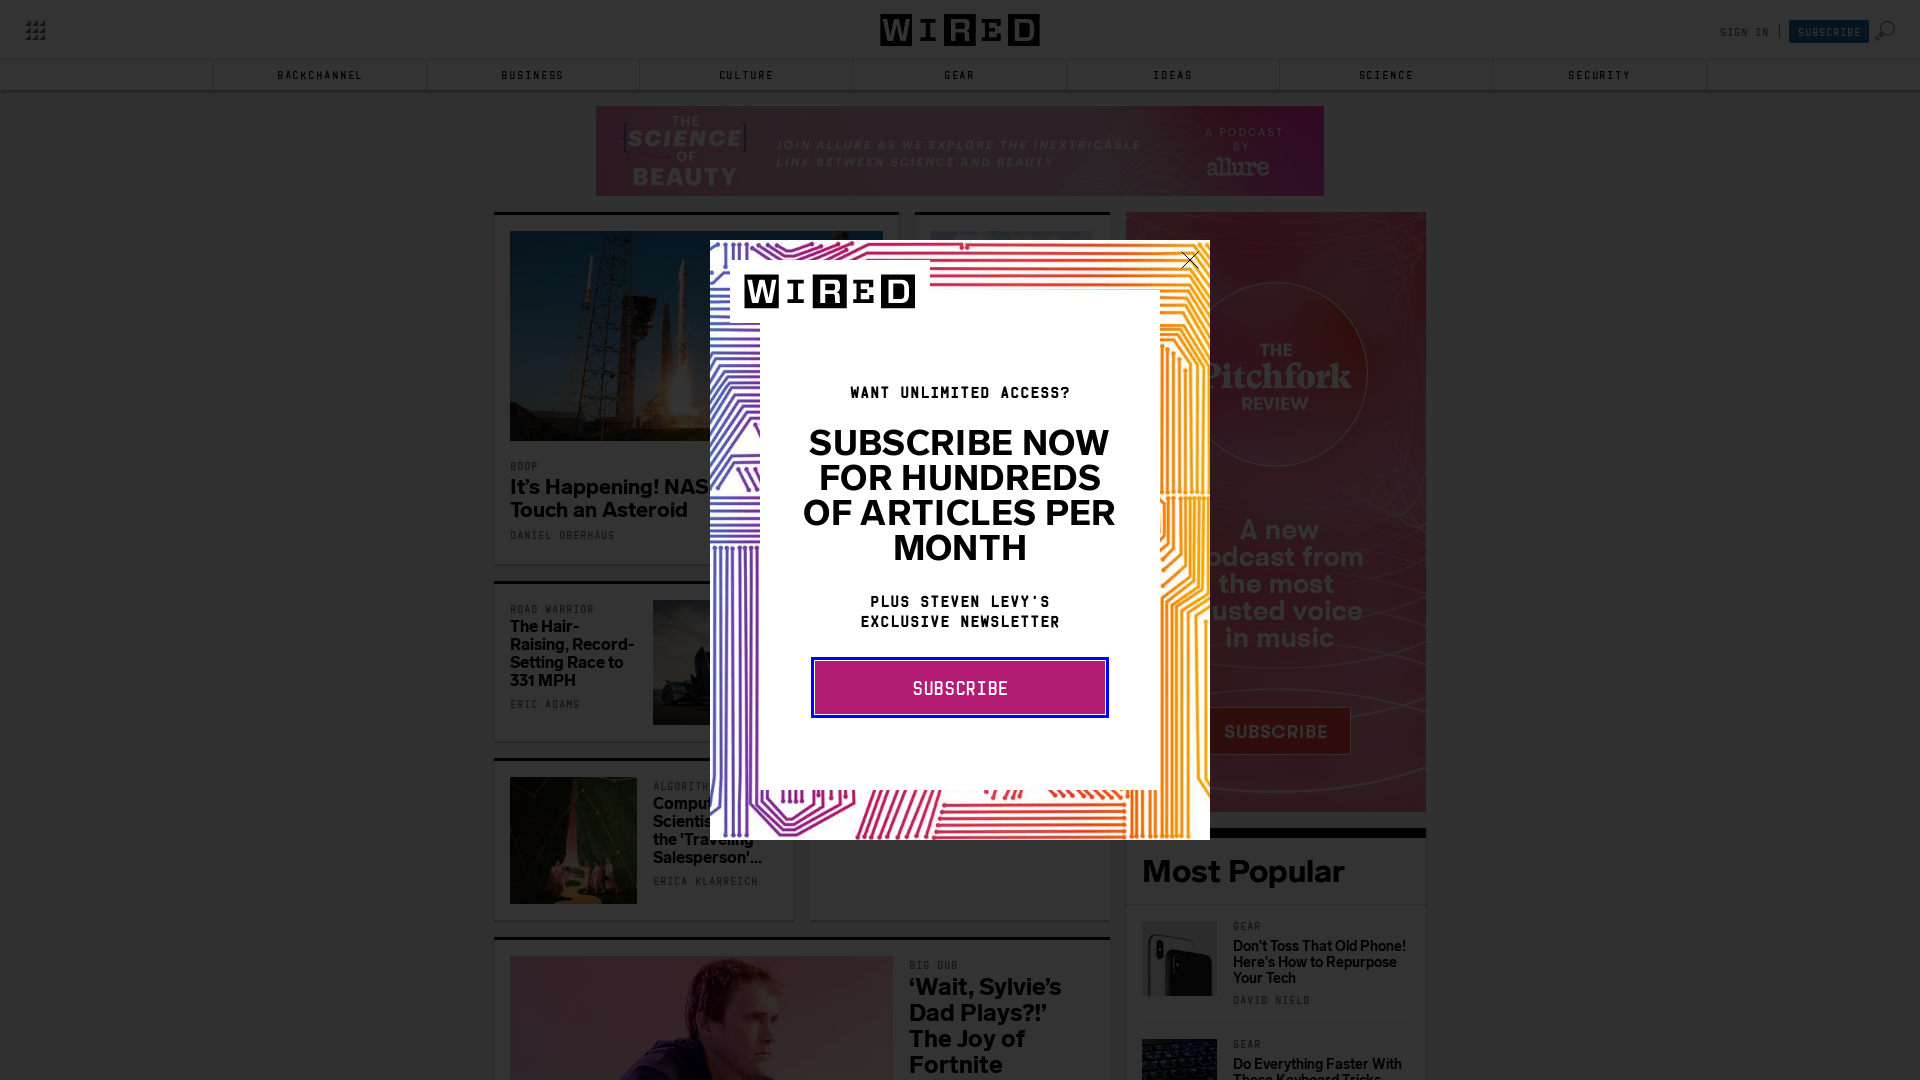 WIRED
SIGN IN
SUBSCRIBE
BACKCHANNEL
BUSINESS
CULTURE
GEAR
IDEAS
SCIENCE
SECURITY
THE
SCIENCE
OF
BEAUTY
JOIN ALLURE AS WE EXPLORE THE INEXTRICABLE
LINK BETWEEN SCIENCE AND BEAUTY
A PODCAST
BY
allure
WIRED
WANT UNLIMITED ACCESS?
SUBSCRIBE NOW
FOR HUNDREDS
OF ARTICLES PER
MONTH
PLUS STEVEN LEVY'S
EXCLUSIVE NEWSLETTER
SUBSCRIBE
BOOP
It’s Happening! NAS
Touch an Asteroid
DANIEL OBERHAUS
ROAD WARRIOR
The Hair-
Raising, Record-
Setting Race to
331 MPH
ERIC ADAMS
ALGORITH
Comput
Scientis
the 'Traveling
Salesperson'...
ERICA KLARREICH
BIG DUB
‘Wait, Sylvie’s
Dad Plays?!’
The Joy of
Fortnite
THE
Pitchfork
REVIEW
A new
odcast from
the most
usted voice
in music
SUBSCRIBE
Most Popular
GEAR
Don't Toss That Old Phone!
Here's How to Repurpose
Your Tech
DAVID NIELD
GEAR
Do Everything Faster With
These Keyboard Tricks